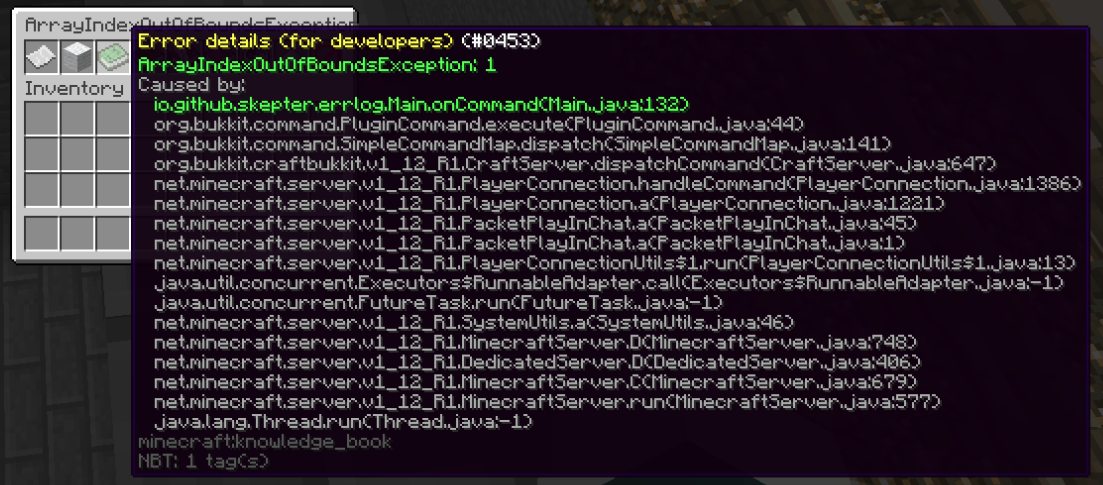 ArrayIndexOutOfBoundsException
Error details (for developers) (#0453)
ArrayIndexOutOfBoundsException: 1
Caused by:
io.github.skepter.errlog.Main.onCommand(Main.java:132)
org.bukkit.command.PluginCommand.execute(PluginCommand.java:44)
org.bukkit.command.SimpleCommandMap.dispatch(SimpleCommandMap.java:141)
org.bukkit.craftbukkit.v1_12_R1.CraftServer.dispatchCommand(CraftServer.java:647)
net.minecraft.server.v1_12_R1.PlayerConnection.handleCommand(PlayerConnection.java:1386)
net.minecraft.server.v1_12_R1.PlayerConnection.a(PlayerConnection.java:1221)
net.minecraft.server.v1_12_R1.PacketPlayInChat.a(PacketPlayInChat.java:45)
net.minecraft.server.v1_12_R1.PacketPlayInChat.a(PacketPlayInChat.java:1)
net.minecraft.server.v1_12_R1.PlayerConnectionUtils$1.run(PlayerConnectionUtils$1.java:13)
java.util.concurrent.Executors$RunnableAdapter.call(Executors$RunnableAdapter.java:-1)
java.util.concurrent.FutureTask.run(FutureTask.java:-1)
net.minecraft.server.v1_12_R1.SystemUtils.a(SystemUtils.java:46)
net.minecraft.server.v1_12_R1.MinecraftServer.D(MinecraftServer.java:748)
net.minecraft.server.v1_12_R1.DedicatedServer.D(DedicatedServer.java:406)
net.minecraft.server.v1_12_R1.MinecraftServer.C(MinecraftServer.java:679)
net.minecraft.server.v1_12_R1.MinecraftServer.run(MinecraftServer.java:577)
java.lang.Thread.run(Thread.java:-1)
minecraft:knowledge_book
NBT: 1 tag(s)
Inventory